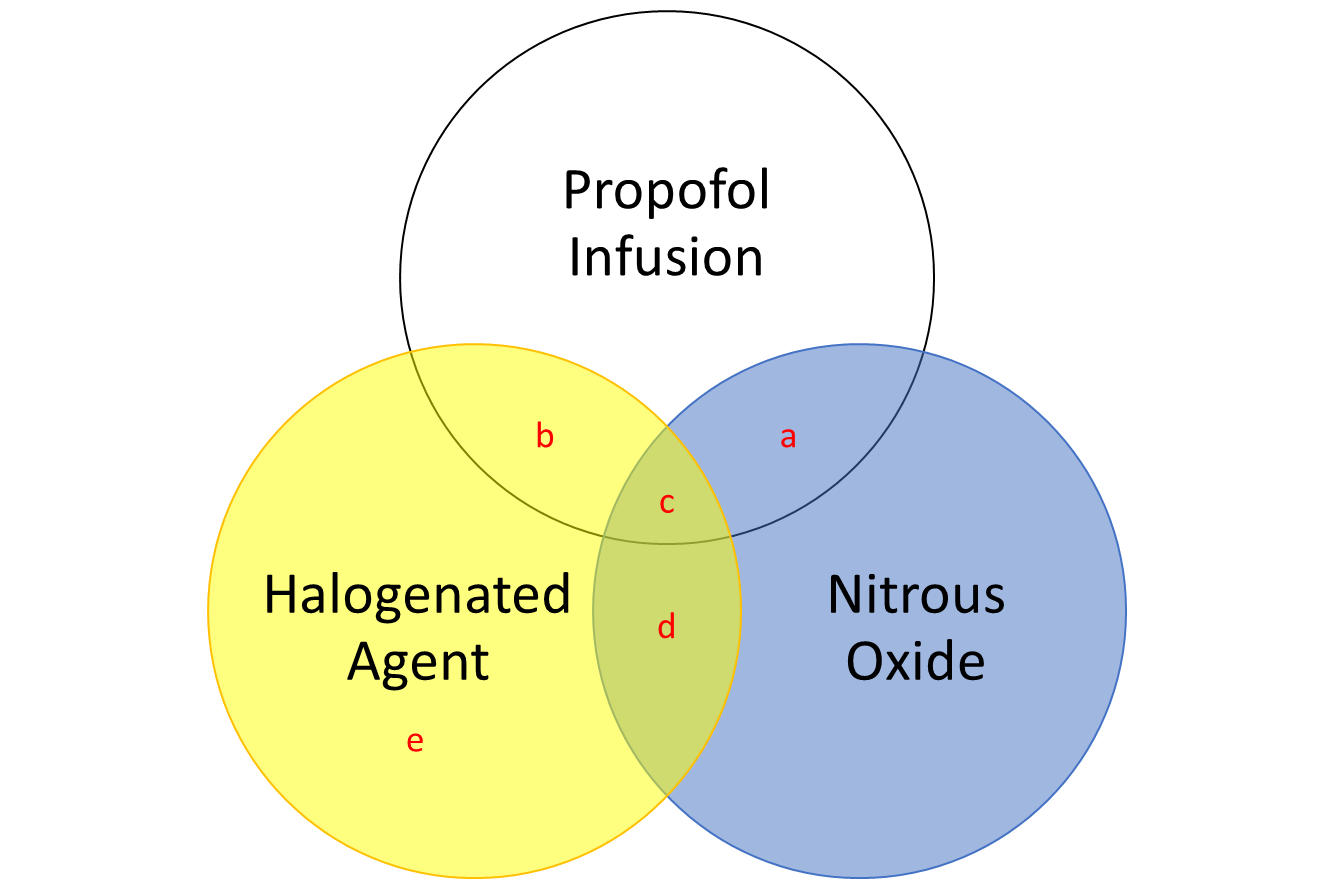 Propofol
Infusion
b
a
c
Halogenated
Agent
Nitrous
Oxide
d
e